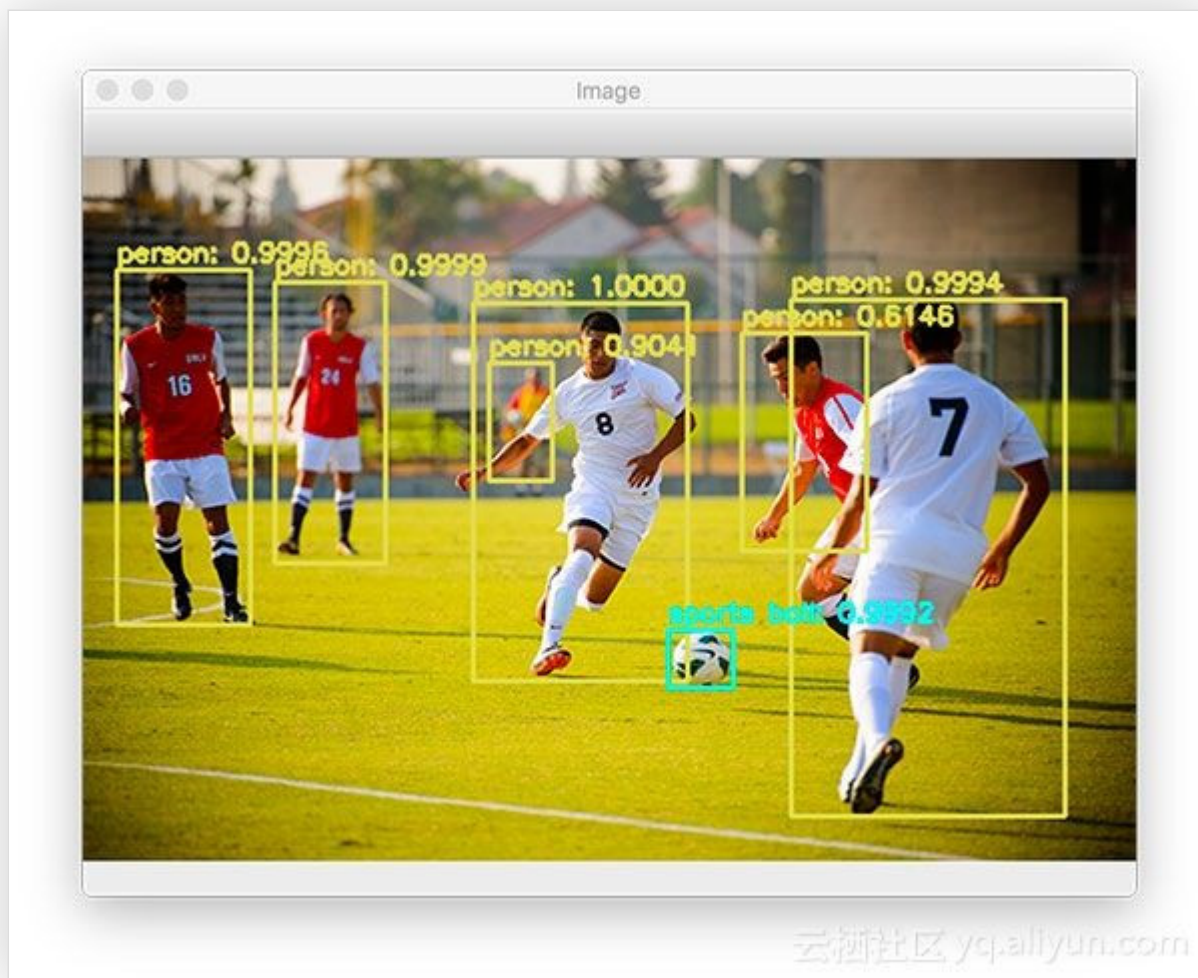 Image
person: 0.9996
person: 0.9999
person: 1.0000
person: 0.9994
person: 0.6146
person: 0.9041
16
24
8
7
sports ball: 0.9992
云栖社区 yq.aliyun.com